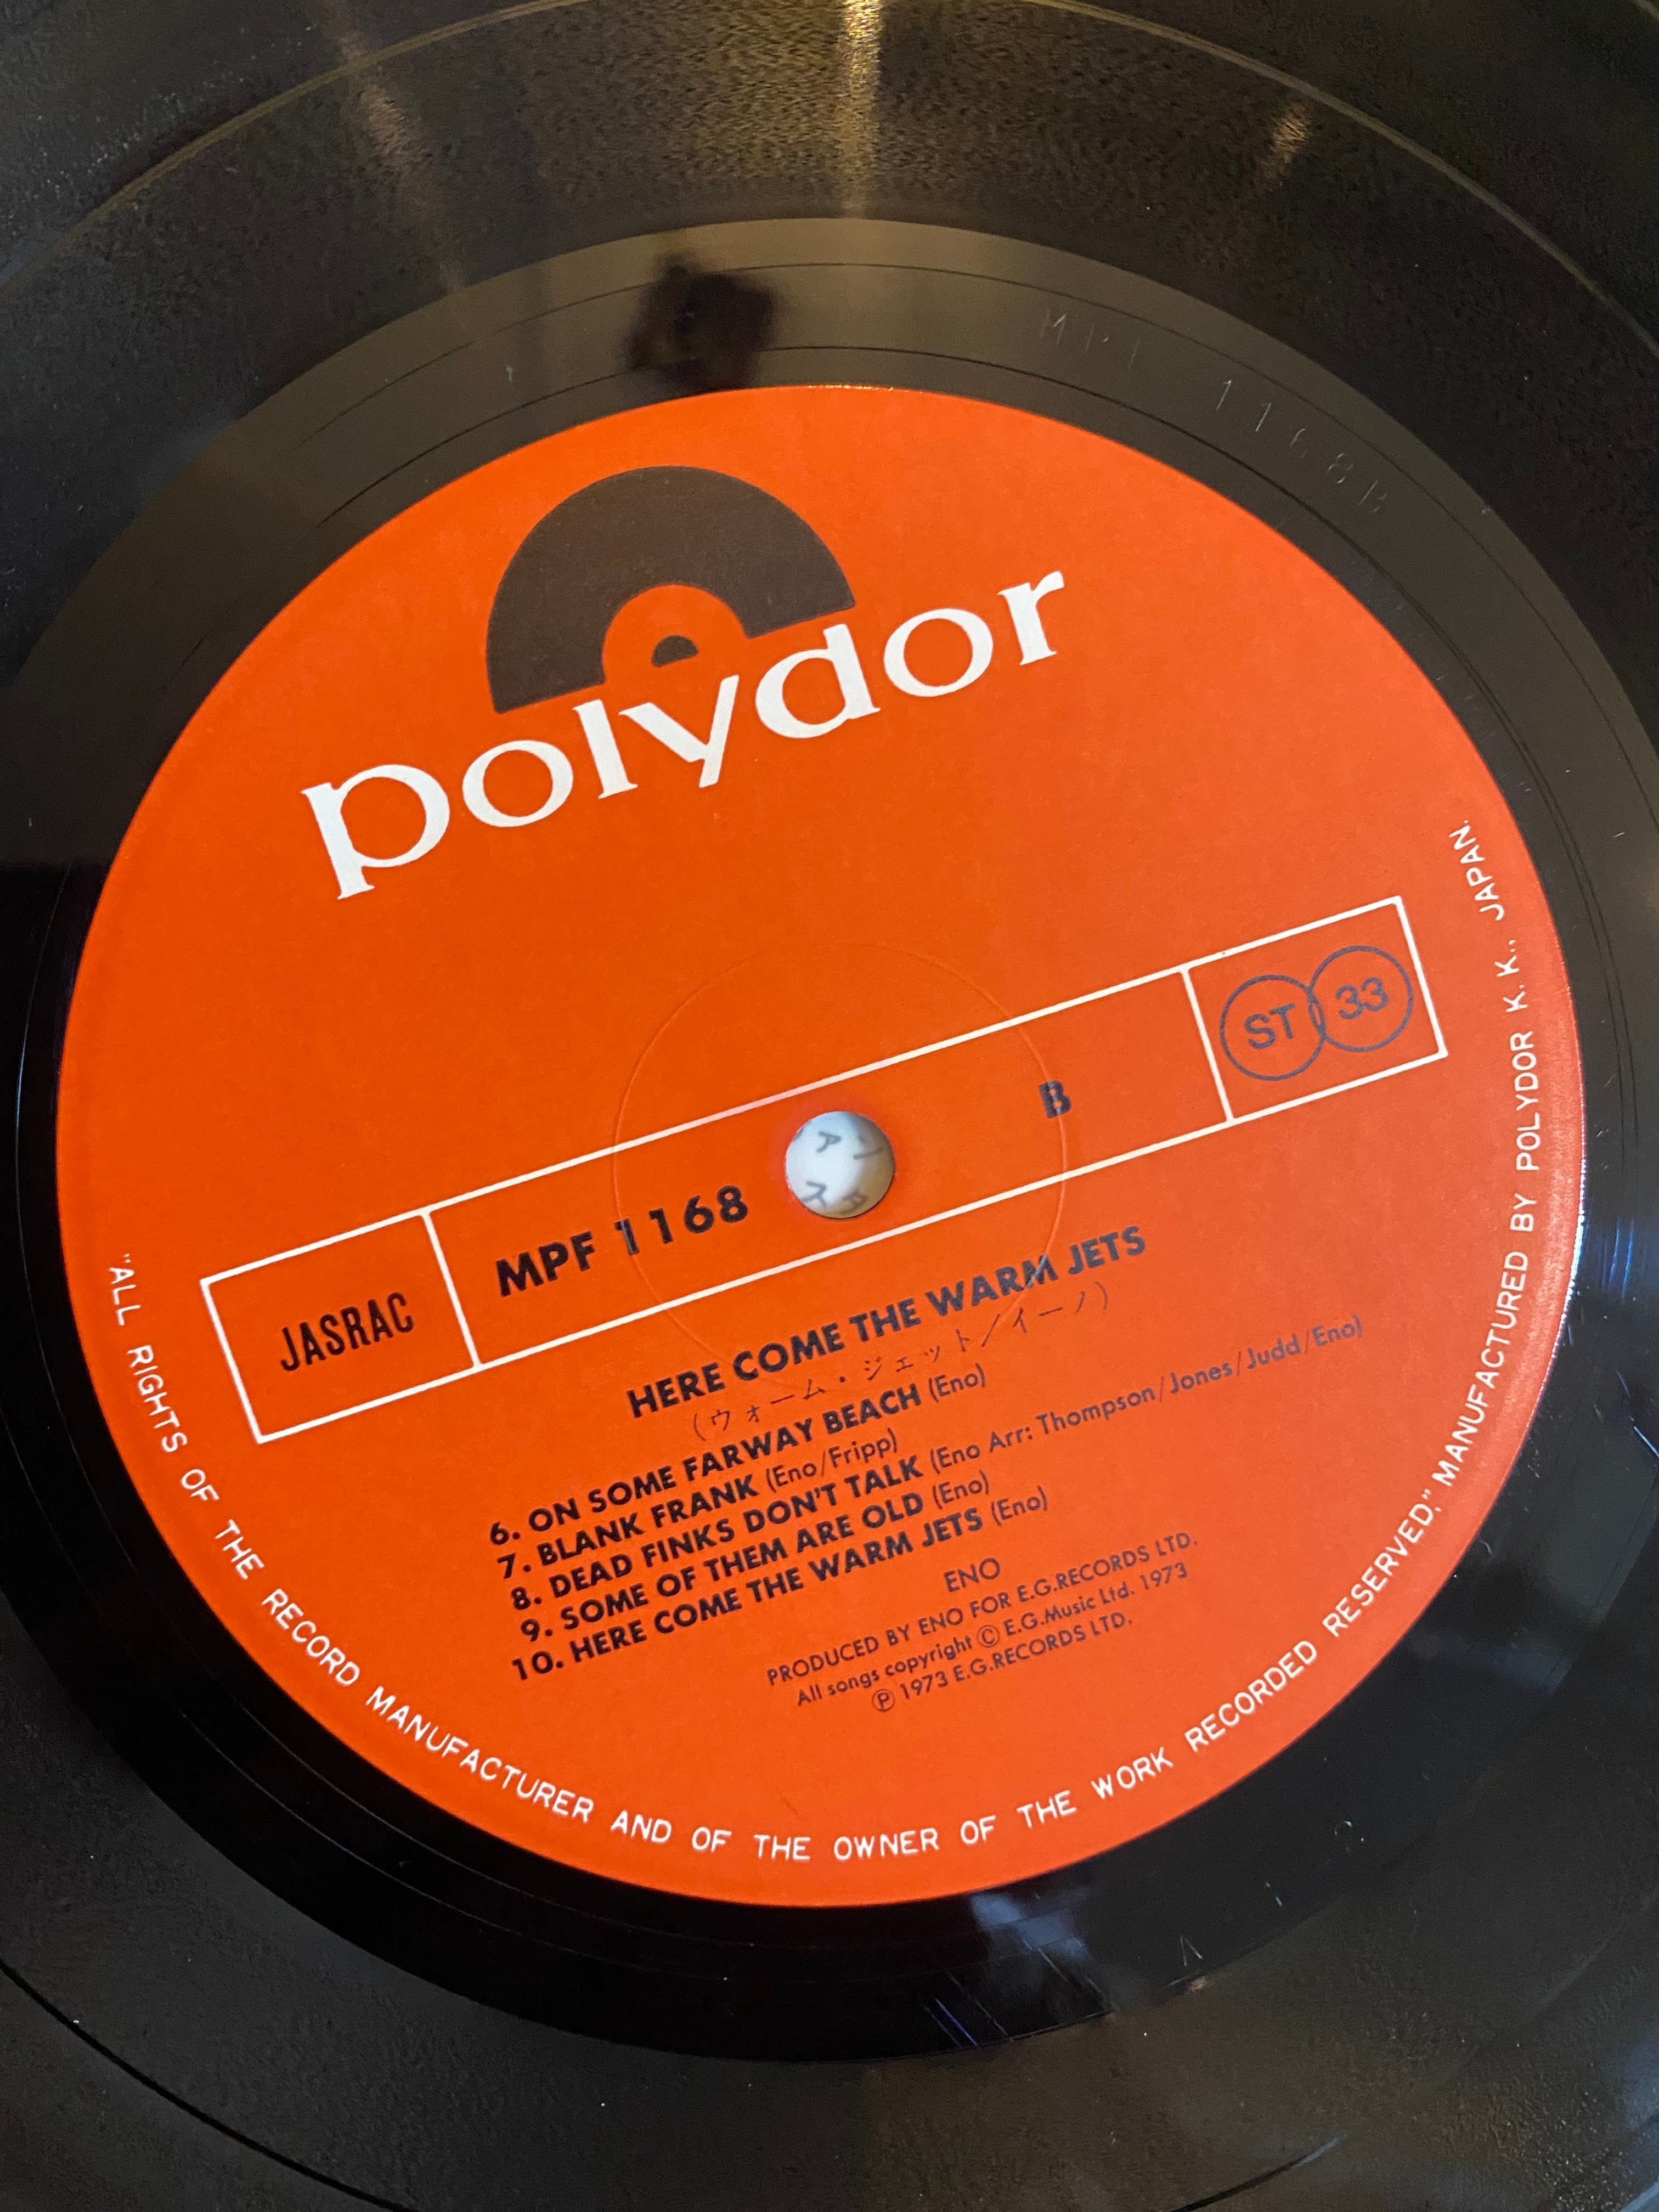 polydor
ST 33
B
MPF 1168
JASRAC
HERE COME THE WARM JETS
(ウォーム・ジェット/イーノ)
6. ON SOME FARWAY BEACH (Eno)
7. BLANK FRANK (Eno/Fripp)
8. DEAD FINKS DON'T TALK (Eno Arr: Thompson/Jones/Judd/Eno)
9. SOME OF THEM ARE OLD (Eno)
10. HERE COME THE WARM JETS (Eno)
ENO
PRODUCED BY ENO FOR E.G.RECORDS LTD.
All songs copyright Ⓒ E.G.Music Ltd. 1973
Ⓟ 1973 E.G.RECORDS LTD.
"ALL RIGHTS OF THE RECORD MANUFACTURER AND OF THE OWNER OF THE WORK RECORDED RESERVED." MANUFACTURED BY POLYDOR K. K., JAPAN.